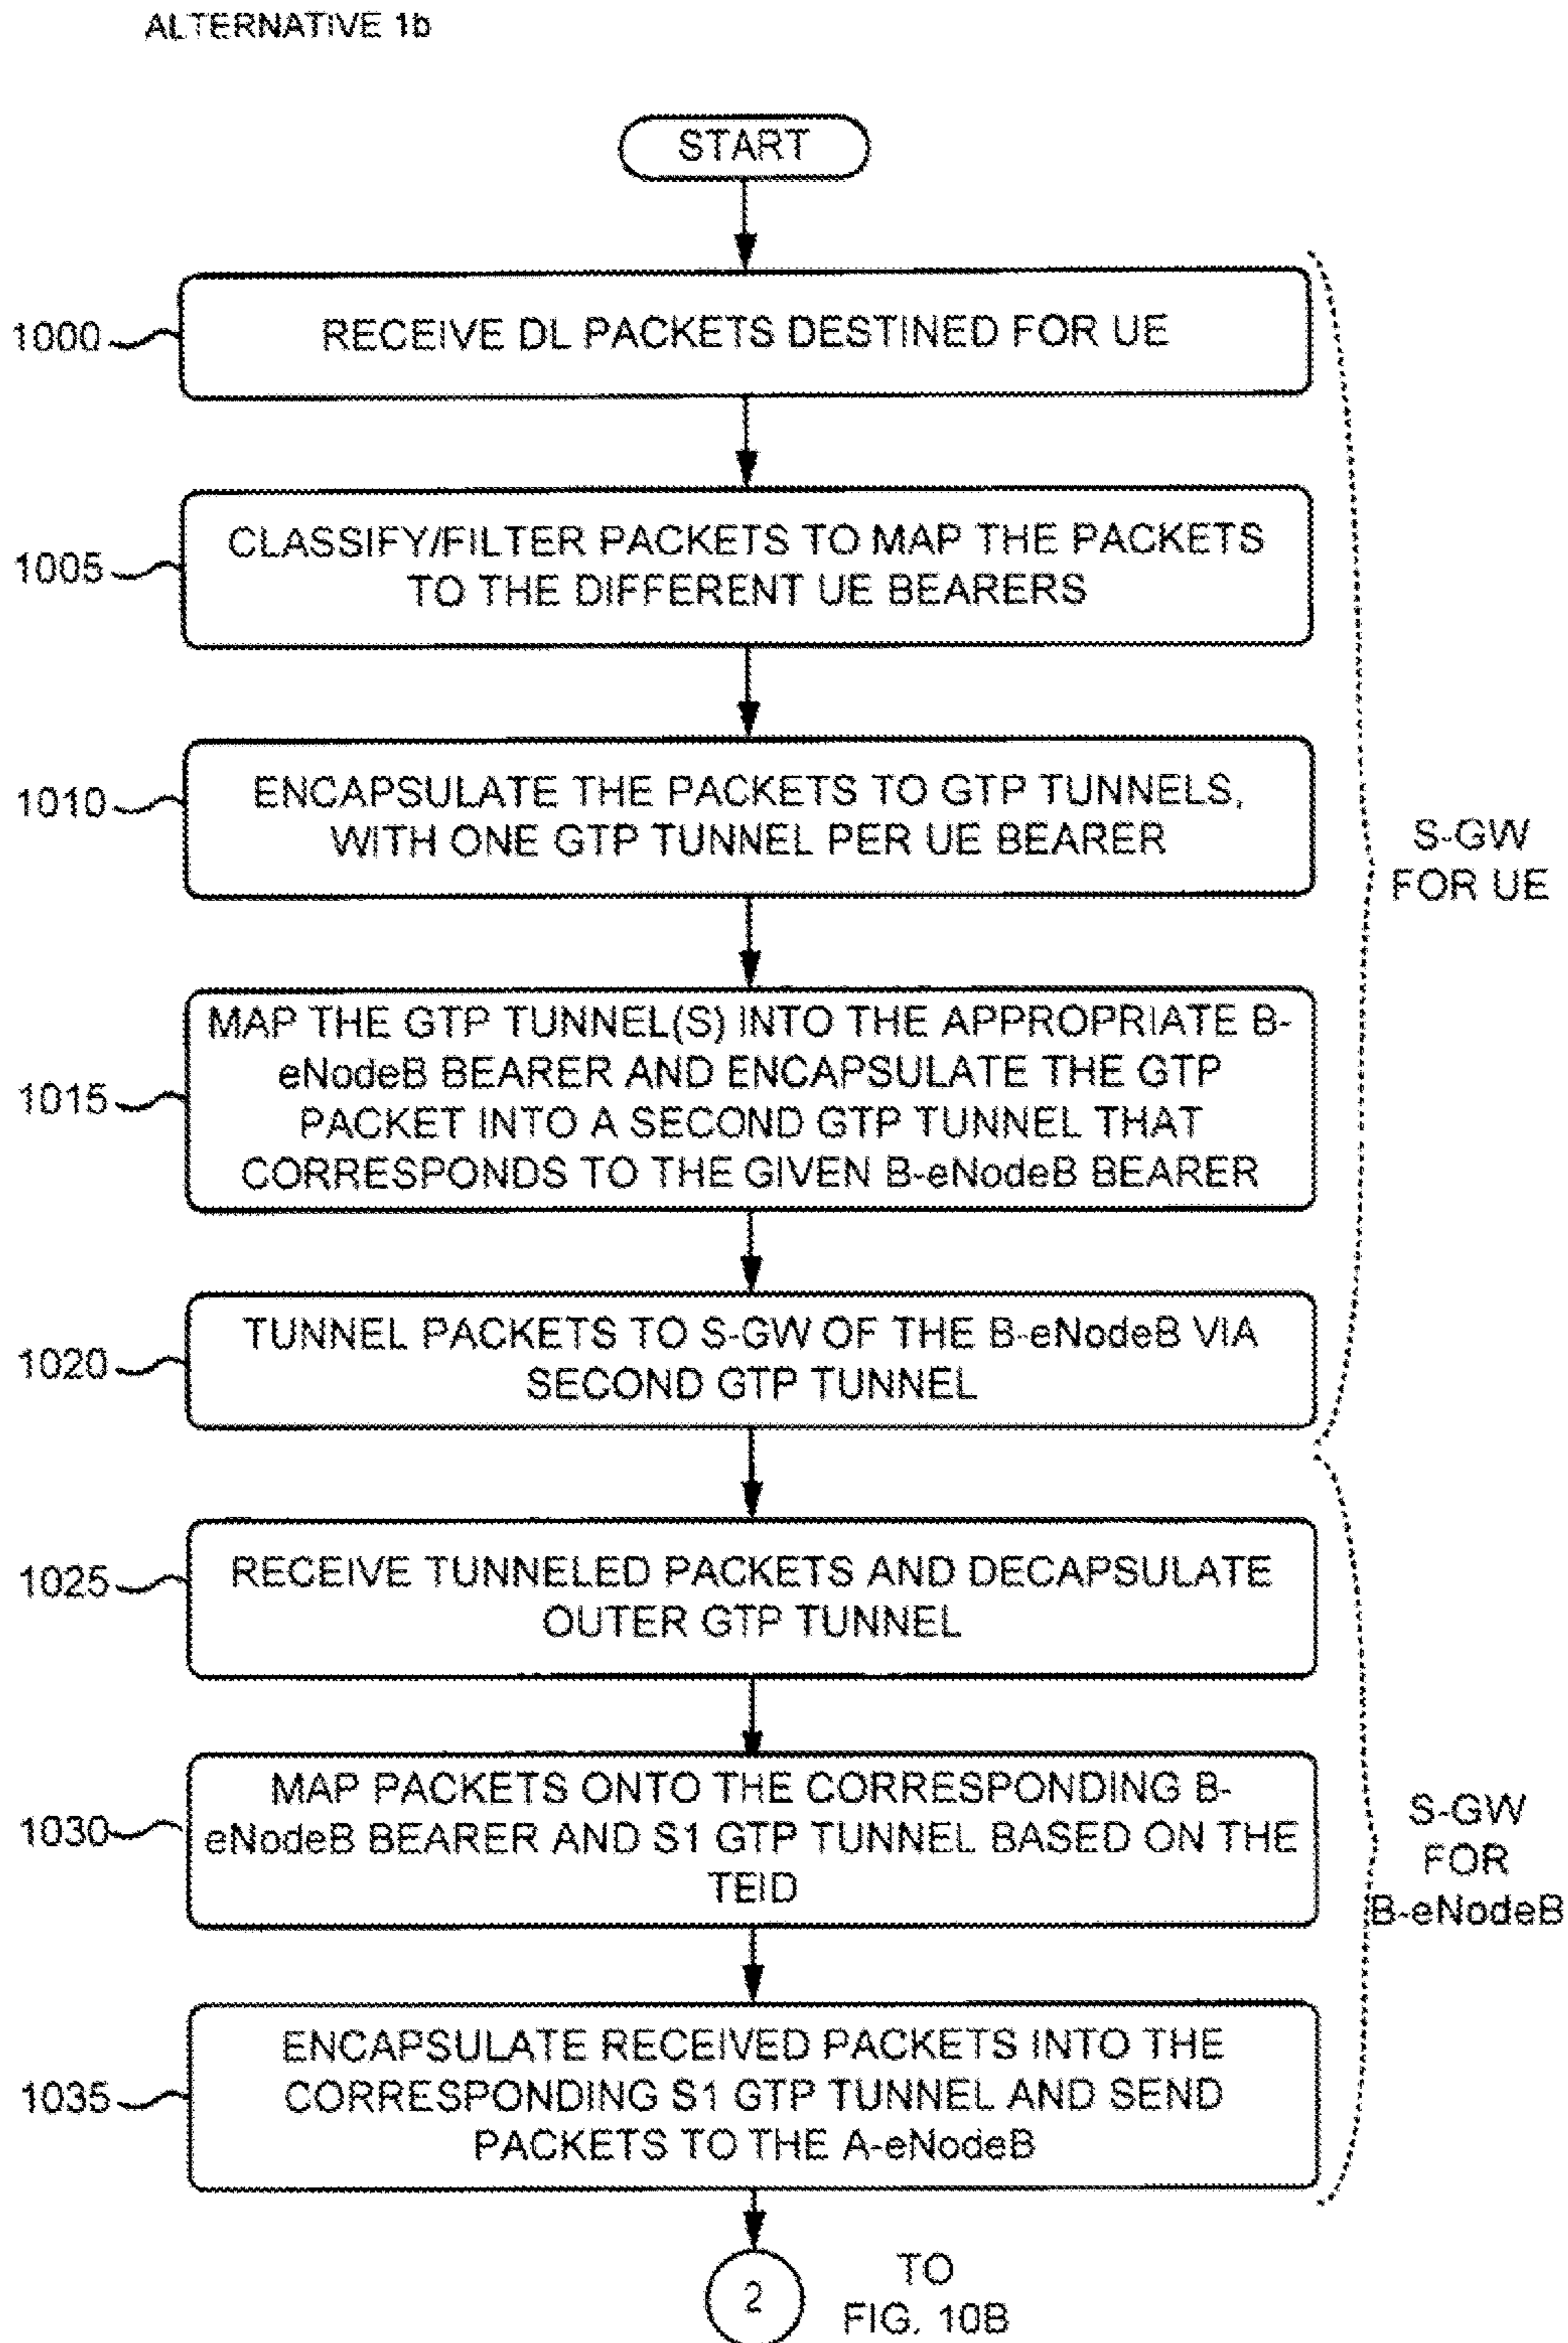 ALTERNATIVE 1b
START
1000
RECEIVE DL PACKETS DESTINED FOR UE
1005
CLASSIFY/FILTER PACKETS TO MAP THE PACKETS
TO THE DIFFERENT UE BEARERS
1010
ENCAPSULATE THE PACKETS TO GTP TUNNELS,
WITH ONE GTP TUNNEL PER UE BEARER
S-GW
FOR UE
1015
MAP THE GTP TUNNEL(S) INTO THE APPROPRIATE B-
eNodeB BEARER AND ENCAPSULATE THE GTP
PACKET INTO A SECOND GTP TUNNEL THAT
CORRESPONDS TO THE GIVEN B-eNodeB BEARER
1020
TUNNEL PACKETS TO S-GW OF THE B-eNodeB VIA
SECOND GTP TUNNEL
1025
RECEIVE TUNNELED PACKETS AND DECAPSULATE
OUTER GTP TUNNEL
1030
MAP PACKETS ONTO THE CORRESPONDING B-
eNodeB BEARER AND S1 GTP TUNNEL BASED ON THE
TEID
S-GW
FOR
B-eNodeB
1035
ENCAPSULATE RECEIVED PACKETS INTO THE
CORRESPONDING S1 GTP TUNNEL AND SEND
PACKETS TO THE A-eNodeB
2
TO
FIG. 10B